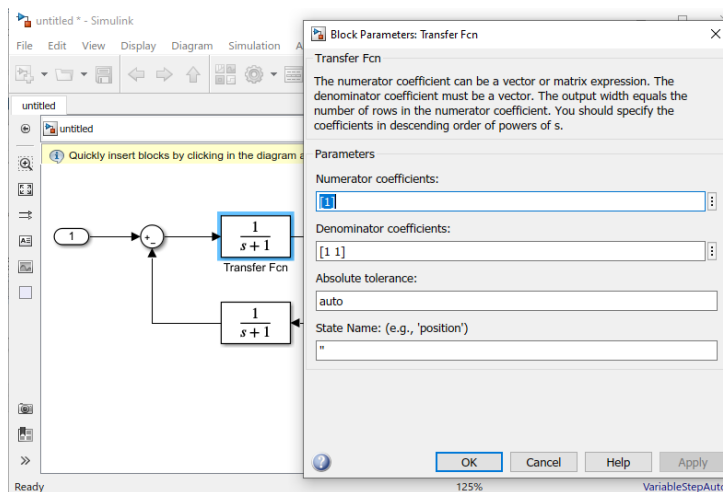 untitled * - Simulink
File Edit View Display Diagram Simulation A
untitled
untitled
Quickly insert blocks by clicking in the diagram a
1
+
-
1
s + 1
Transfer Fcn
1
s + 1
Ready
125%
VariableStepAuto
Block Parameters: Transfer Fcn
Transfer Fcn
The numerator coefficient can be a vector or matrix expression. The
denominator coefficient must be a vector. The output width equals the
number of rows in the numerator coefficient. You should specify the
coefficients in descending order of powers of s.
Parameters
Numerator coefficients:
[1]
Denominator coefficients:
[1 1]
Absolute tolerance:
auto
State Name: (e.g., 'position')
''
OK Cancel Help Apply